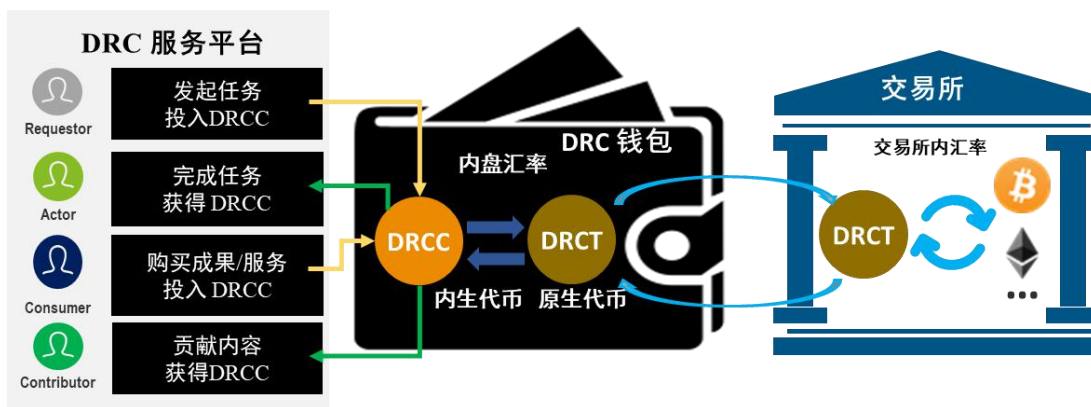 DRC 服务平台
Requestor
发起任务
投入DRCC
Actor
完成任务
获得 DRCC
Consumer
购买成果/服务
投入 DRCC
Contributor
贡献内容
获得DRCC
DRC 钱包
内盘汇率
DRCC
DRCT
内生代币
原生代币
交易所
交易所内汇率
DRCT